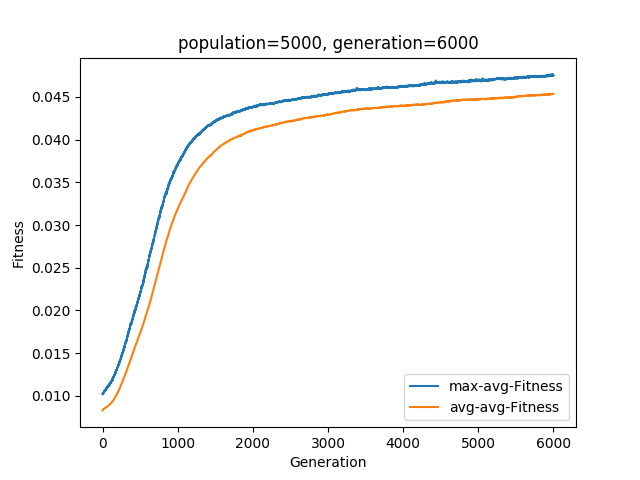 population=5000, generation=6000
Fitness
0.045
0.040
0.035
0.030
0.025
0.020
0.015
0.010
max-avg-Fitness
avg-avg-Fitness
0 1000 2000 3000 4000 5000 6000
Generation